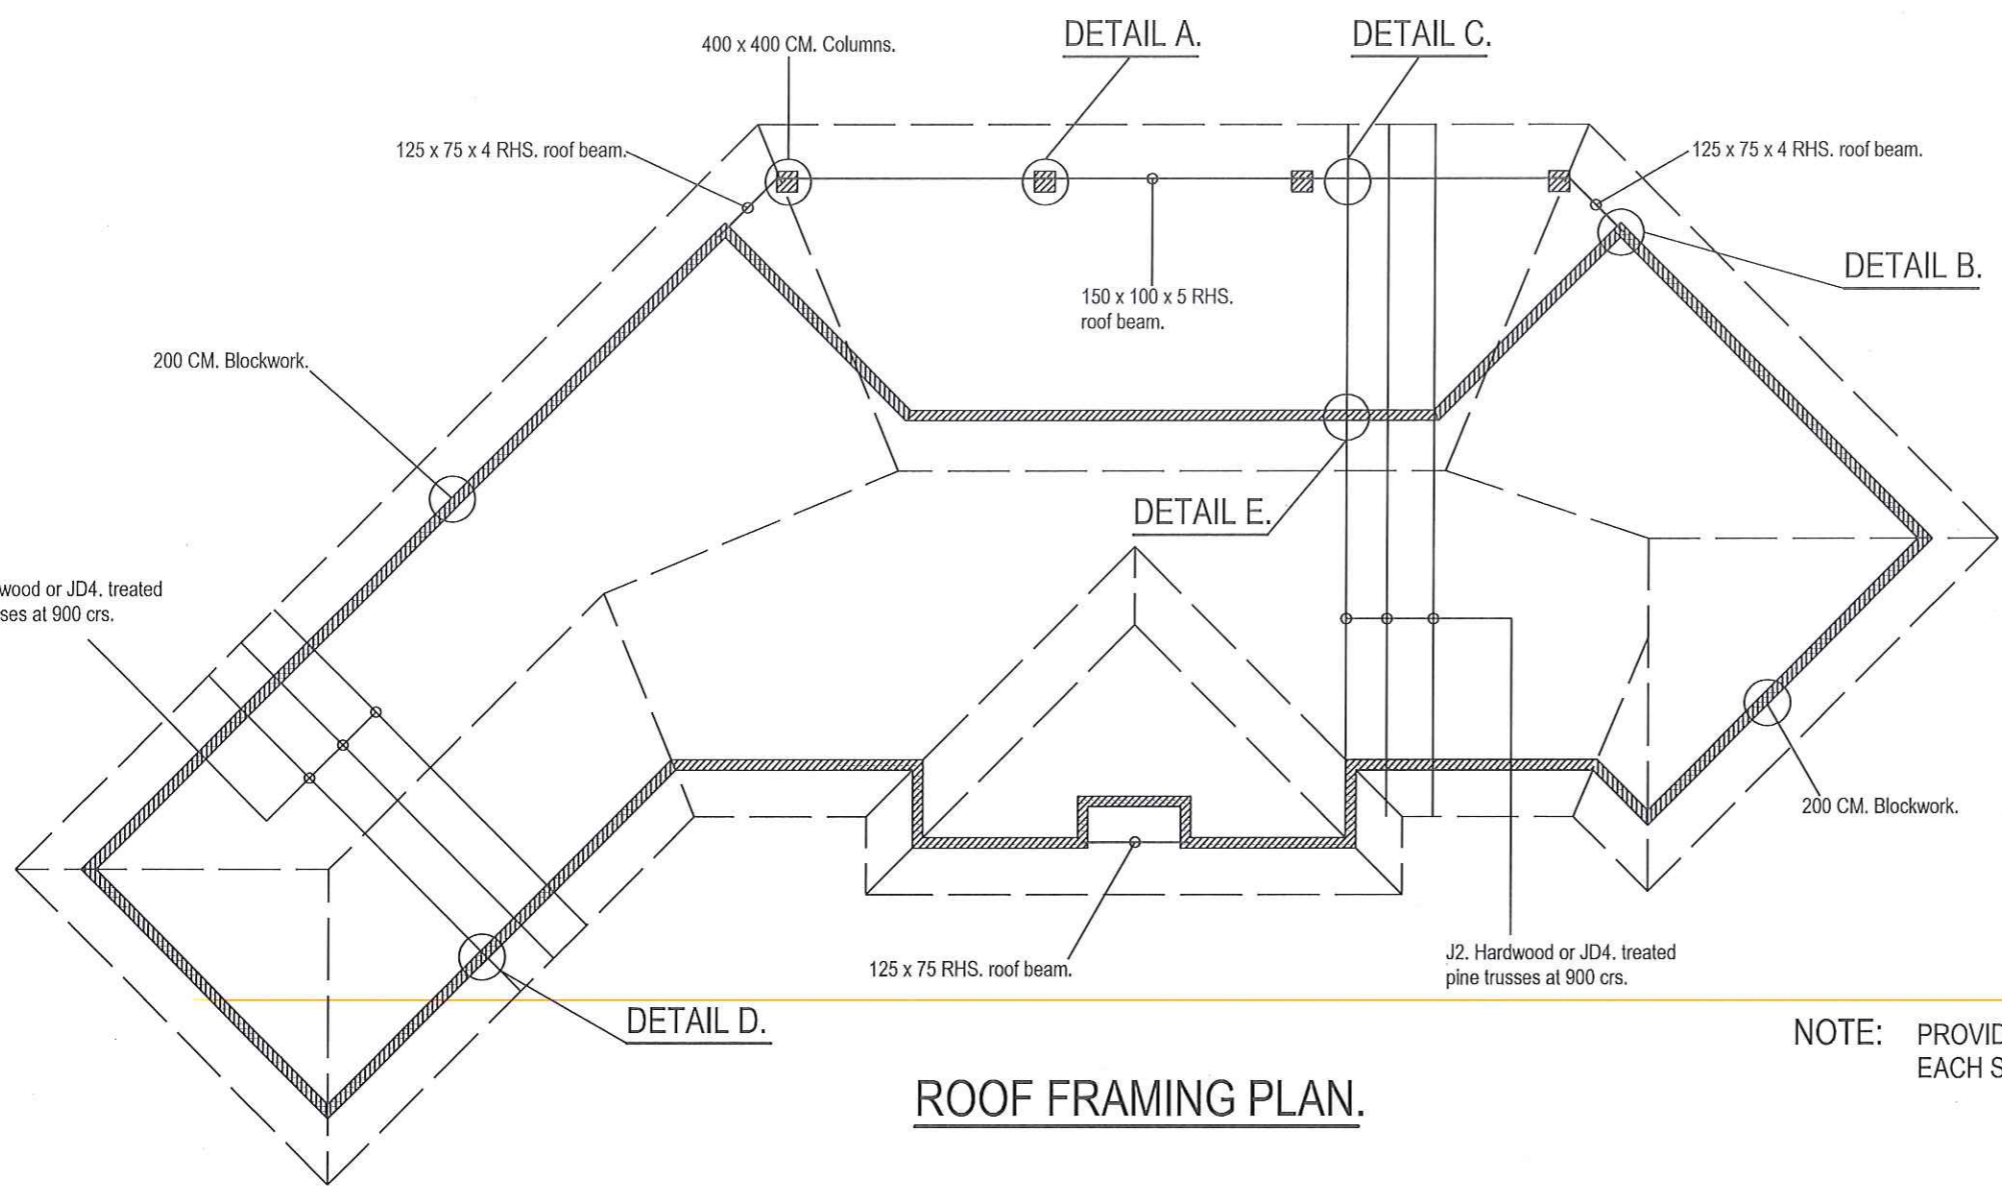 400 x 400 CM. Columns.
DETAIL A.
DETAIL C.
125 x 75 x 4 RHS. roof beam.
125 x 75 x 4 RHS. roof beam.
DETAIL B.
150 x 100 x 5 RHS.
roof beam.
200 CM. Blockwork.
DETAIL E.
wood or JD4. treated
ses at 900 crs.
200 CM. Blockwork.
125 x 75 RHS. roof beam.
J2. Hardwood or JD4. treated
pine trusses at 900 crs.
DETAIL D.
NOTE: PROVID
EACH S
ROOF FRAMING PLAN.